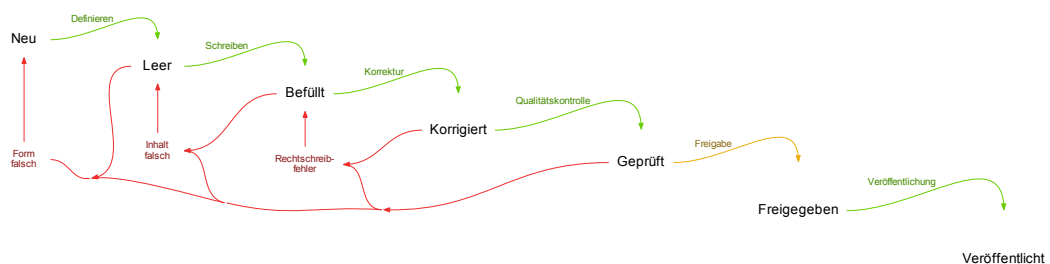 Definieren
Neu
Schreiben
Leer
Korrektur
Befüllt
Qualitätskontrolle
Korrigiert
Freigabe
Form
falsch
Inhalt
falsch
Rechtschreib-
fehler
Geprüft
Veröffentlichung
Freigegeben
Veröffentlicht